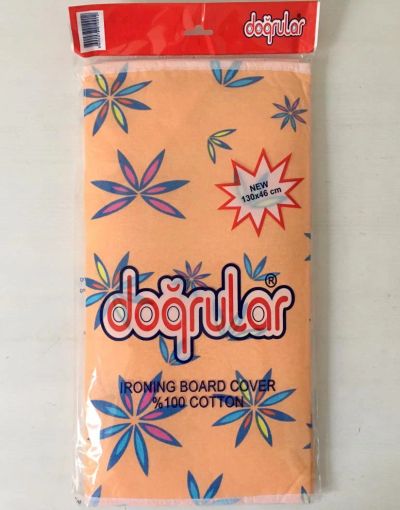 doğrular®
NEW
130x46 cm
doğrular®
IRONING BOARD COVER
%100 COTTON